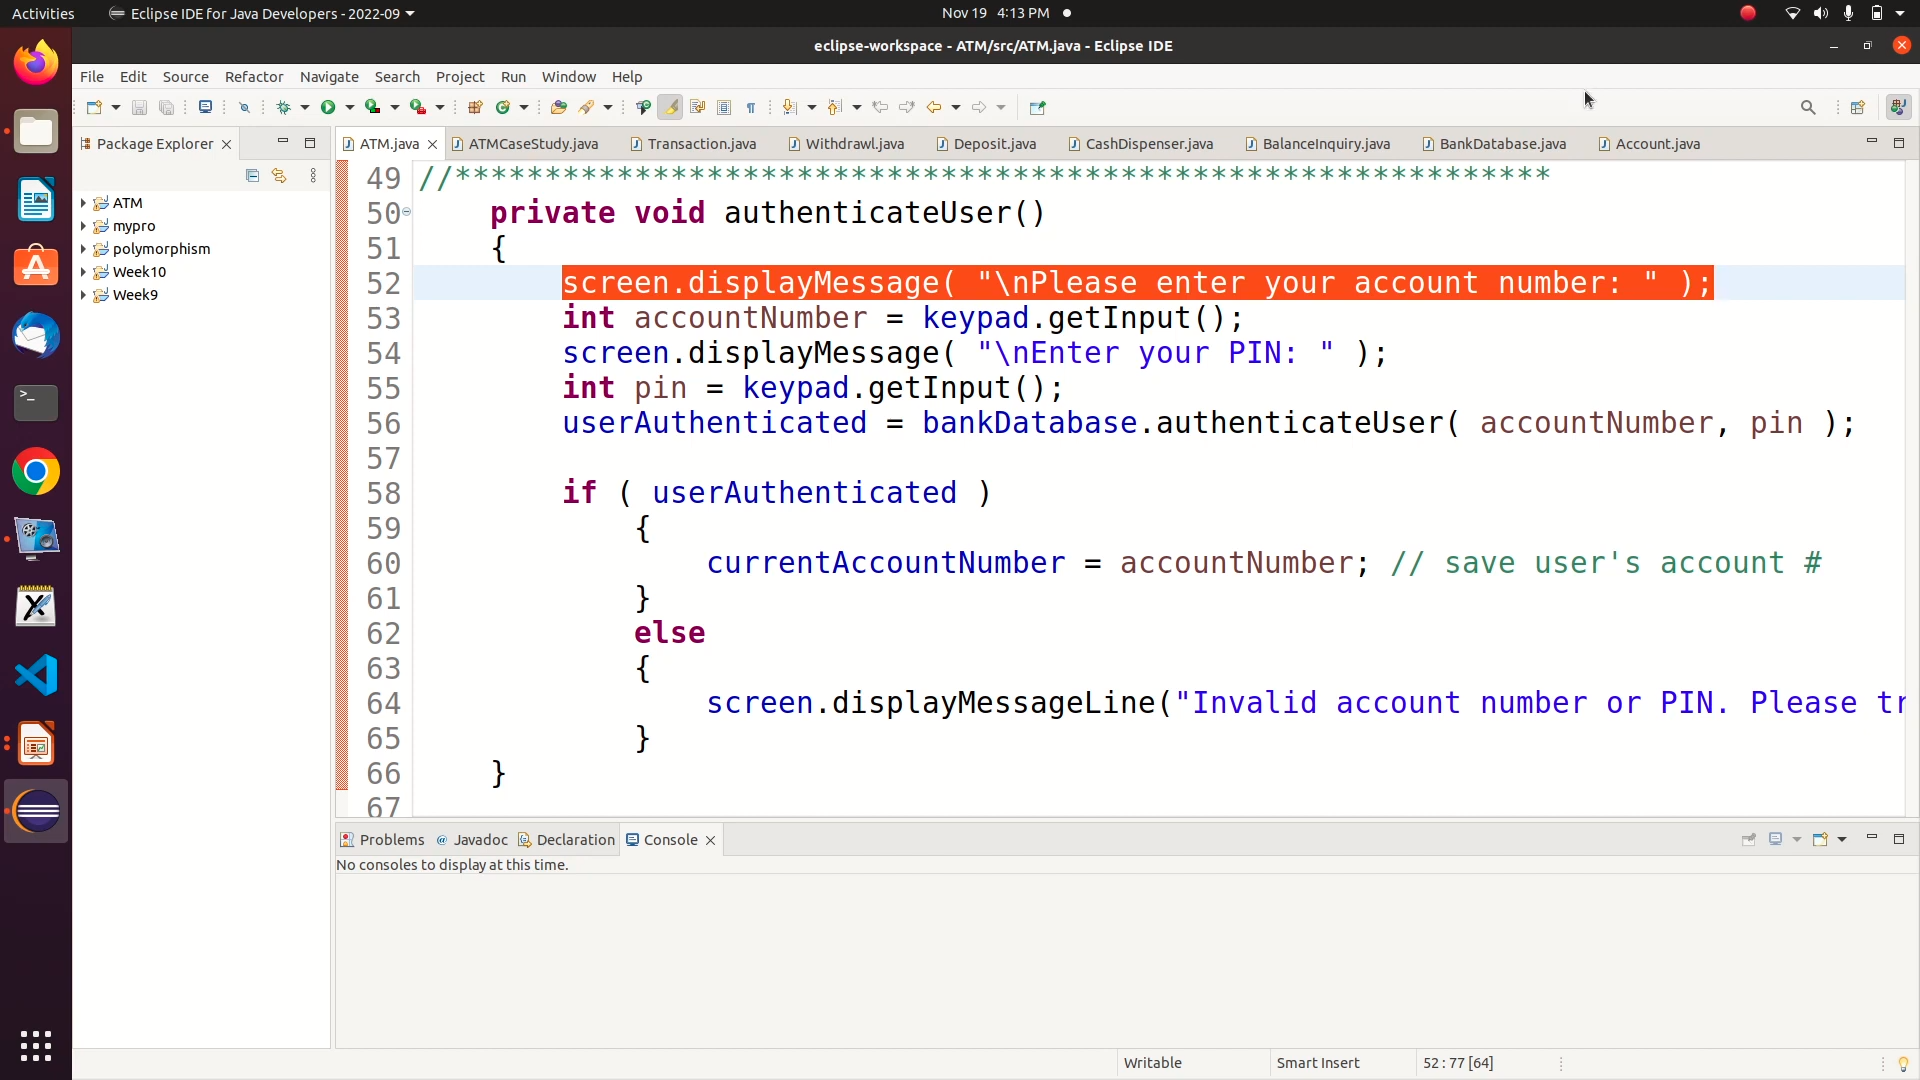 Activities Eclipse IDE for Java Developers - 2022-09 Nov 19 4:13 PM
eclipse-workspace - ATM/src/ATM.java - Eclipse IDE
File Edit Source Refactor Navigate Search Project Run Window Help
Package Explorer ATM.java ATMCaseStudy.java Transaction.java Withdrawl.java Deposit.java CashDispenser.java BalanceInquiry.java BankDatabase.java Account.java
ATM
mypro
polymorphism
Week10
Week9
49 //*************************************************************
50 private void authenticateUser()
51 {
52 screen.displayMessage( "\nPlease enter your account number: " );
53 int accountNumber = keypad.getInput();
54 screen.displayMessage( "\nEnter your PIN: " );
55 int pin = keypad.getInput();
56 userAuthenticated = bankDatabase.authenticateUser( accountNumber, pin );
57
58 if ( userAuthenticated )
59 {
60 currentAccountNumber = accountNumber; // save user's account #
61 }
62 else
63 {
64 screen.displayMessageLine("Invalid account number or PIN. Please tr
65 }
66 }
67
Problems Javadoc Declaration Console
No consoles to display at this time.
Writable Smart Insert 52 : 77 [64]